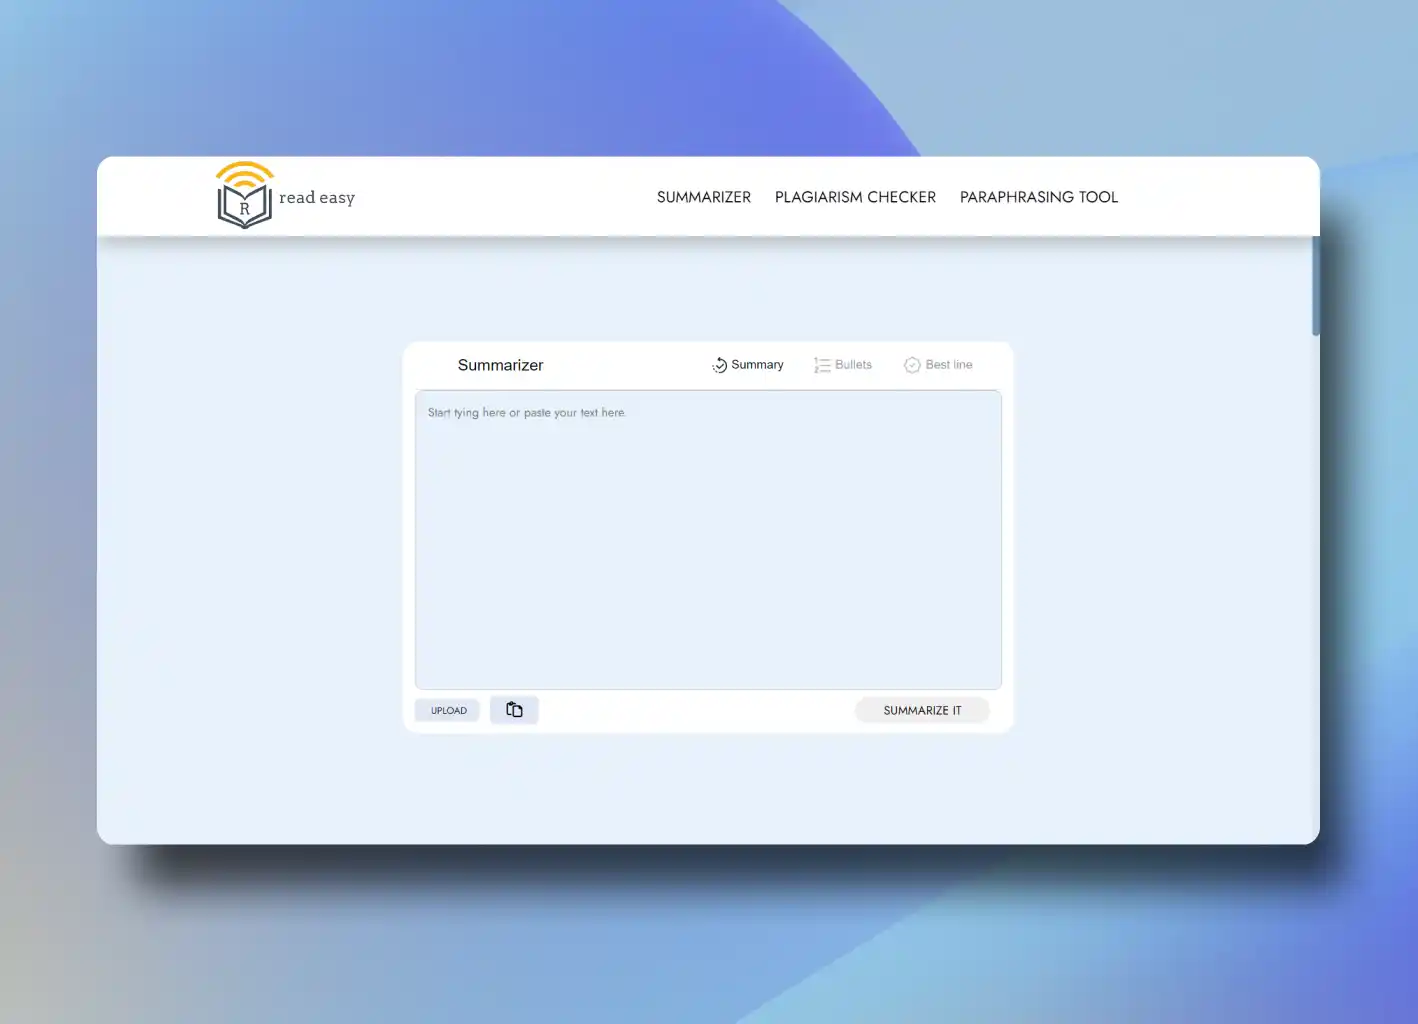 R
read easy
SUMMARIZER PLAGIARISM CHECKER PARAPHRASING TOOL
Summarizer Summary Bullets Best line
Start tying here or paste your text here.
UPLOAD SUMMARIZE IT